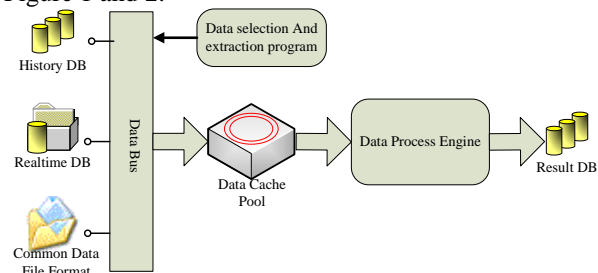 Figure 1 and 2.
Data selection And
extraction program
History DB
Data Bus
Realtime DB
Data Cache
Pool
Data Process Engine
Result DB
Common Data
File Format